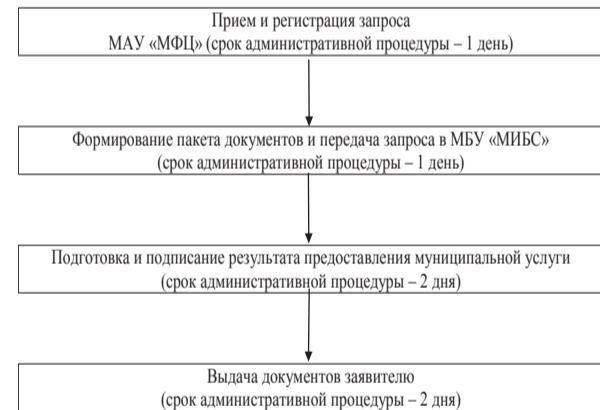 Прием и регистрация запроса
МАУ «МФЦ» (срок административной процедуры – 1 день)
Формирование пакета документов и передача запроса в МБУ «МИБС»
(срок административной процедуры – 1 день)
Подготовка и подписание результата предоставления муниципальной услуги
(срок административной процедуры – 2 дня)
Выдача документов заявителю
(срок административной процедуры – 2 дня)